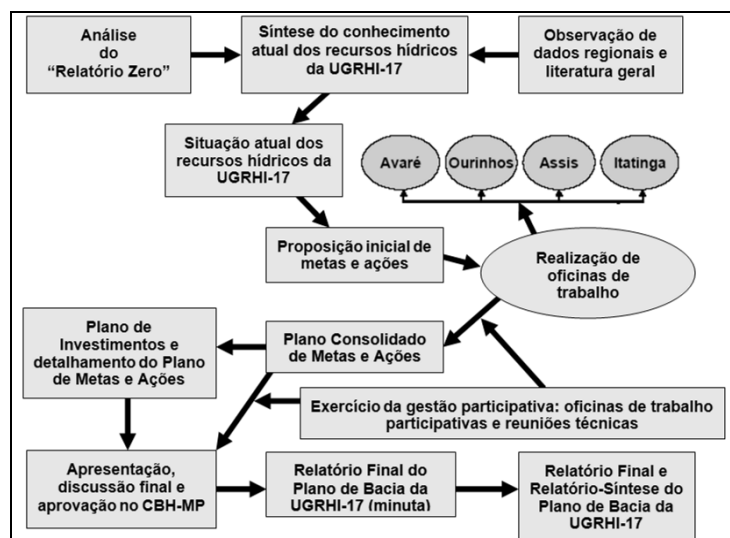 Análise
do
“Relatório Zero”
Síntese do conhecimento
atual dos recursos hídricos
da UGRHI-17
Observação de
dados regionais e
literatura geral
Situação atual dos
recursos hídricos da
UGRHI-17
Avaré
Ourinhos
Assis
Itatinga
Proposição inicial de
metas e ações
Realização de
oficinas de
trabalho
Plano de
Investimentos e
detalhamento do Plano
de Metas e Ações
Plano Consolidado
de Metas e Ações
Exercício da gestão participativa: oficinas de trabalho
participativas e reuniões técnicas
Apresentação,
discussão final e
aprovação no CBH-MP
Relatório Final do
Plano de Bacia da
UGRHI-17 (minuta)
Relatório Final e
Relatório-Síntese do
Plano de Bacia da
UGRHI-17